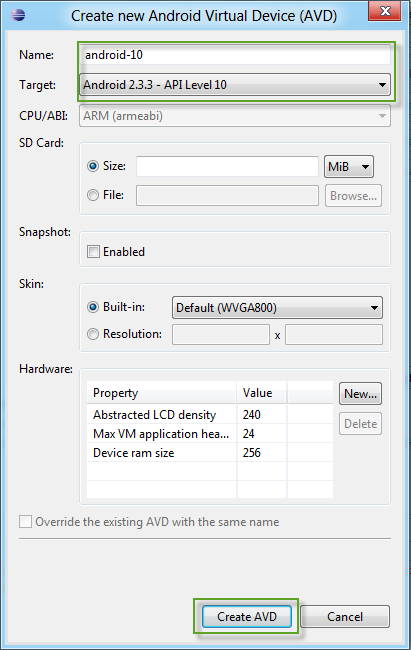 Create new Android Virtual Device (AVD)
Name: android-10
Target: Android 2.3.3 - API Level 10
CPU/ABI: ARM (armeabi)
SD Card:
Size: MiB
File: Browse...
Snapshot:
Enabled
Skin:
Built-in: Default (WVGA800)
Resolution: x
Hardware:
Property Value New...
Abstracted LCD density 240
Delete
Max VM application hea... 24
Device ram size 256
Override the existing AVD with the same name
Create AVD Cancel